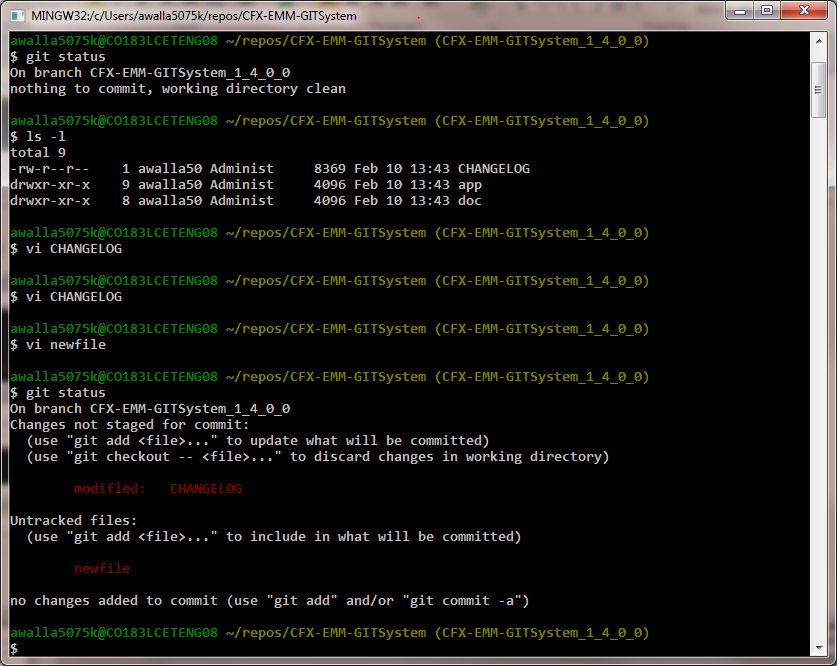 MINGW32:/c/Users/awalla5075k/repos/CFX-EMM-GITSystem
awalla5075k@CO183LCETENG08 ~/repos/CFX-EMM-GITSystem (CFX-EMM-GITSystem_1_4_0_0)
$ git status
On branch CFX-EMM-GITSystem_1_4_0_0
nothing to commit, working directory clean
awalla5075k@CO183LCETENG08 ~/repos/CFX-EMM-GITSystem (CFX-EMM-GITSystem_1_4_0_0)
$ ls -l
total 9
-rw-r--r--    1 awalla50 Administ     8369 Feb 10 13:43 CHANGELOG
drwxr-xr-x    9 awalla50 Administ     4096 Feb 10 13:43 app
drwxr-xr-x    8 awalla50 Administ     4096 Feb 10 13:43 doc
awalla5075k@CO183LCETENG08 ~/repos/CFX-EMM-GITSystem (CFX-EMM-GITSystem_1_4_0_0)
$ vi CHANGELOG
awalla5075k@CO183LCETENG08 ~/repos/CFX-EMM-GITSystem (CFX-EMM-GITSystem_1_4_0_0)
$ vi CHANGELOG
awalla5075k@CO183LCETENG08 ~/repos/CFX-EMM-GITSystem (CFX-EMM-GITSystem_1_4_0_0)
$ vi newfile
awalla5075k@CO183LCETENG08 ~/repos/CFX-EMM-GITSystem (CFX-EMM-GITSystem_1_4_0_0)
$ git status
On branch CFX-EMM-GITSystem_1_4_0_0
Changes not staged for commit:
  (use "git add <file>..." to update what will be committed)
  (use "git checkout -- <file>..." to discard changes in working directory)
        modified:   CHANGELOG
Untracked files:
  (use "git add <file>..." to include in what will be committed)
        newfile
no changes added to commit (use "git add" and/or "git commit -a")
awalla5075k@CO183LCETENG08 ~/repos/CFX-EMM-GITSystem (CFX-EMM-GITSystem_1_4_0_0)
$